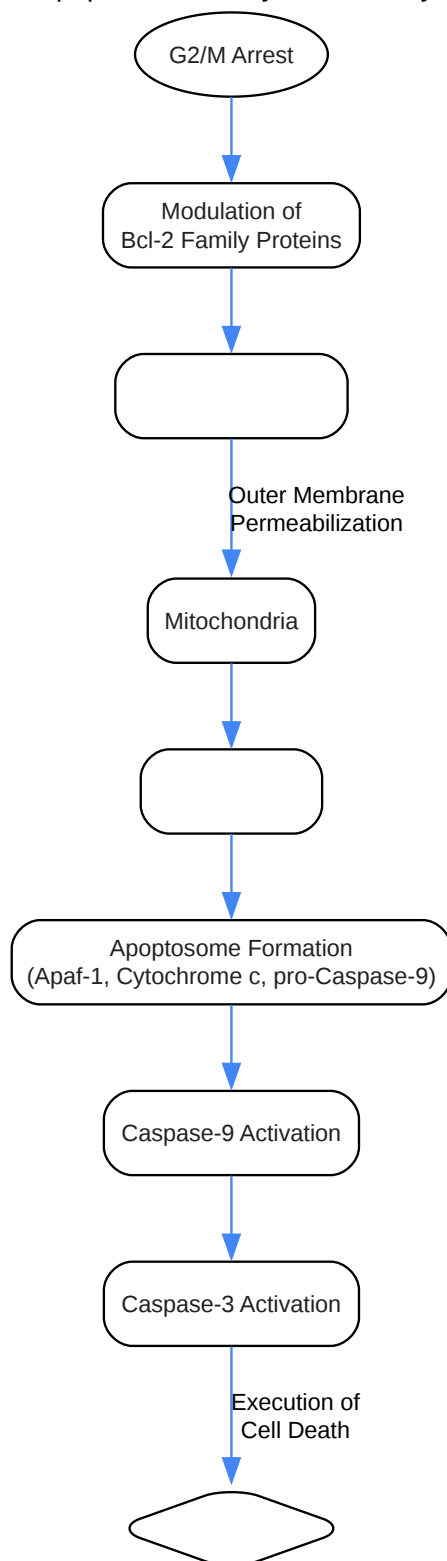 G2/M Arrest
Modulation of
Bcl-2 Family Proteins
Outer Membrane
Permeabilization
Mitochondria
Apoptosome Formation
(Apaf-1, Cytochrome c, pro-Caspase-9)
Caspase-9 Activation
Caspase-3 Activation
Execution of
Cell Death